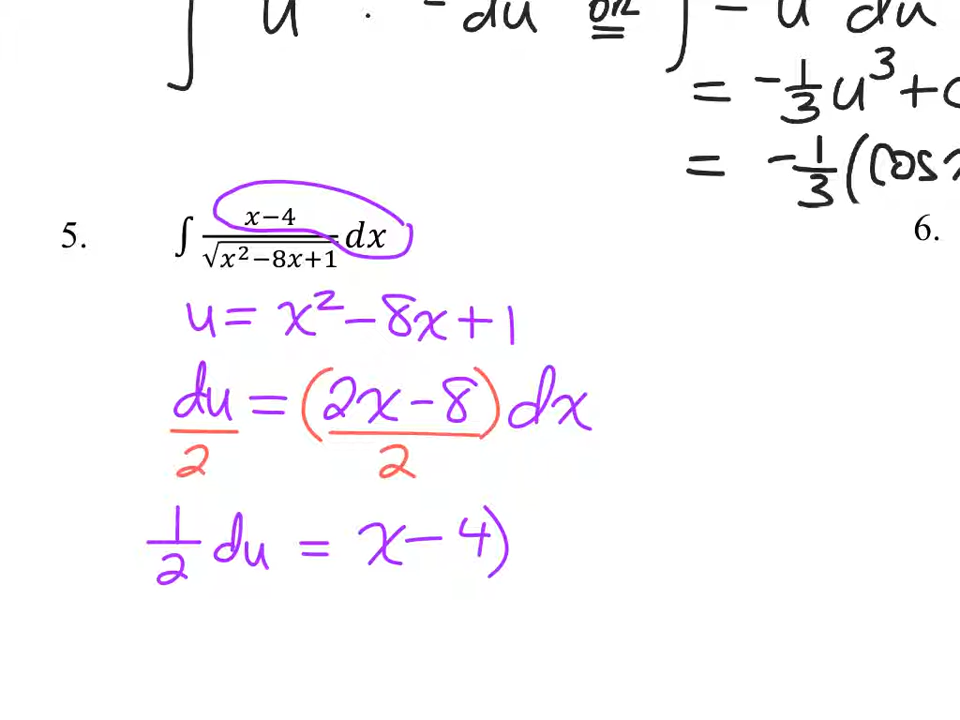 ∫ u · - du or ∫ - u du
= -1/3 u³ + c
= -1/3 (cos
5. ∫ (x-4)/√(x²-8x+1) dx
6.
u = x² - 8x + 1
du/2 = (2x - 8)/2 dx
1/2 du = x - 4)